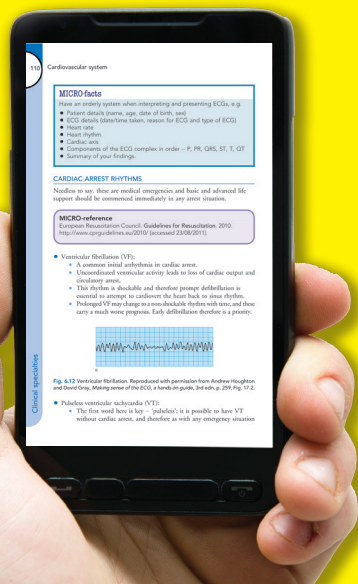 110
Cardiovascular system
MICRO-facts
Have an orderly system when interpreting and presenting ECGs, e.g.
• Patient details (name, age, date of birth, sex)
• ECG details (date/time taken, reason for ECG and type of ECG)
• Heart rate
• Heart rhythm
• Cardiac axis
• Components of the ECG complex in order – P, PR, QRS, ST, T, QT
• Summary of your findings.
CARDIAC ARREST RHYTHMS
Needless to say, these are medical emergencies and basic and advanced life
support should be commenced immediately in any arrest situation.
MICRO-reference
European Resuscitation Council. Guidelines for Resuscitation. 2010.
http://www.cprguidelines.eu/2010/ (accessed 23/08/2011).
• Ventricular fibrillation (VF):
• A common initial arrhythmia in cardiac arrest.
• Uncoordinated ventricular activity leads to loss of cardiac output and
circulatory arrest.
• This rhythm is shockable and therefore prompt defibrillation is
essential to attempt to cardiovert the heart back to sinus rhythm.
• Prolonged VF may change to a non-shockable rhythm with time, and these
carry a much worse prognosis. Early defibrillation therefore is a priority.
Fig. 6.12 Ventricular fibrillation. Reproduced with permission from Andrew Houghton
and David Gray, Making sense of the ECG, a hands on guide, 3rd edn. p. 259, Fig. 17.2.
• Pulseless ventricular tachycardia (VT):
• The first word here is key – 'pulseless'; it is possible to have VT
without cardiac arrest, and therefore as with any emergency situation
Clinical specialties